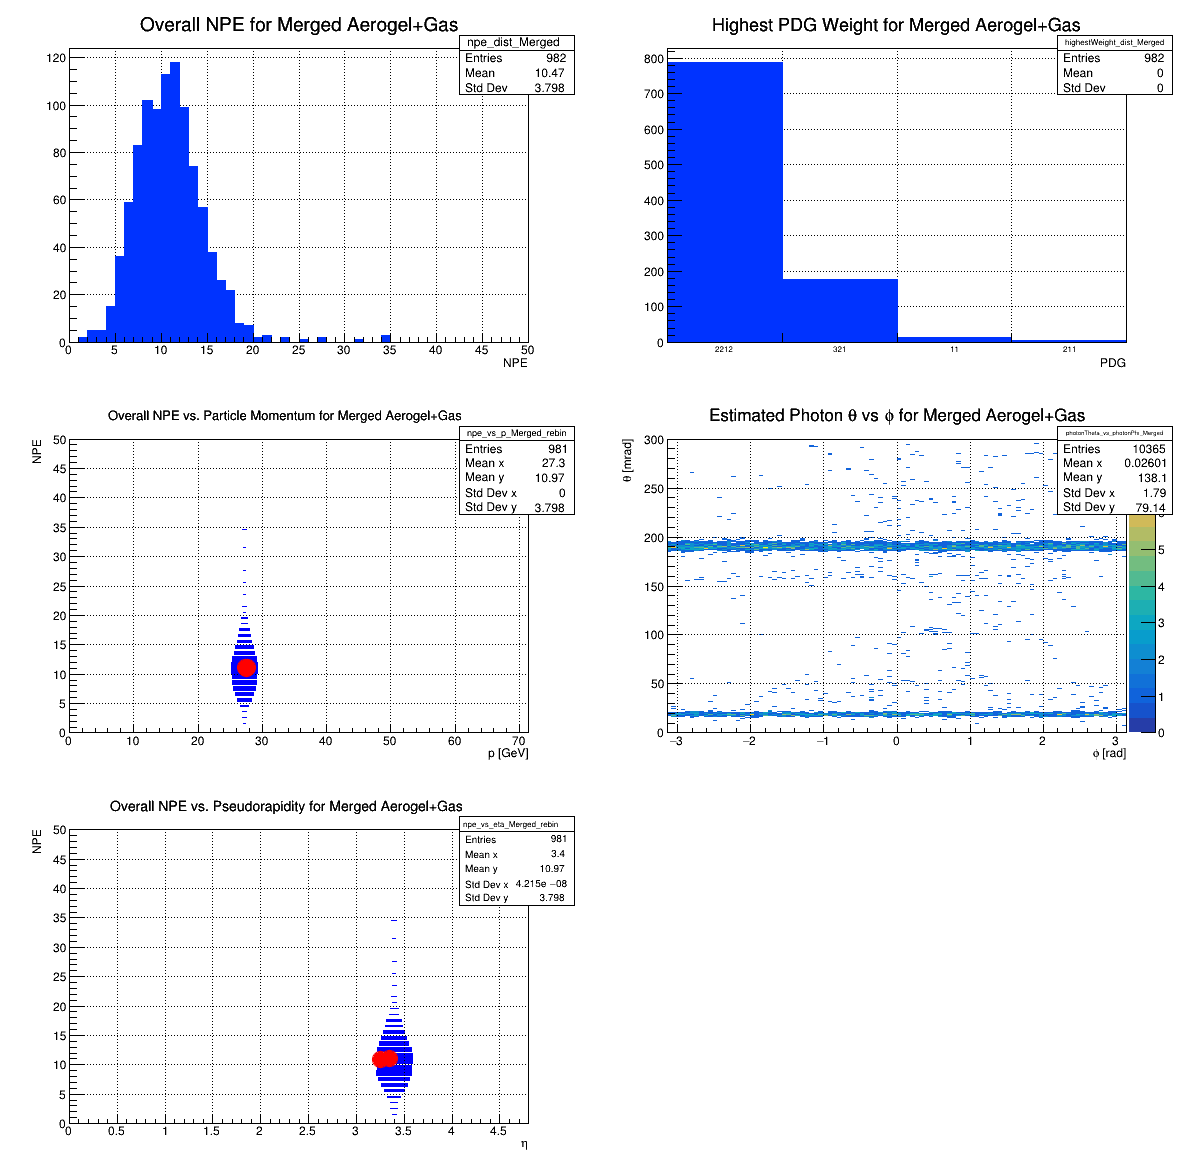 Overall NPE for Merged Aerogel+Gas
npe_dist_Merged
Entries 982
Mean 10.47
Std Dev 3.798
120
100
80
60
40
20
0
0 5 10 15 20 25 30 35 40 45 50
NPE
Highest PDG Weight for Merged Aerogel+Gas
highestWeight_dist_Merged
Entries 982
Mean 0
Std Dev 0
800
700
600
500
400
300
200
100
0
2212 321 11 211
PDG
Overall NPE vs. Particle Momentum for Merged Aerogel+Gas
npe_vs_p_Merged_rebin
Entries 981
Mean x 27.3
Mean y 10.97
Std Dev x 0
Std Dev y 3.798
NPE
50
45
40
35
30
25
20
15
10
5
0
0 10 20 30 40 50 60 70
p [GeV]
Estimated Photon θ vs ϕ for Merged Aerogel+Gas
photonTheta_vs_photonPhi_Merged
Entries 10365
Mean x 0.02601
Mean y 138.1
Std Dev x 1.79
Std Dev y 79.14
θ [mrad]
300
250
200
150
100
50
0
−3 −2 −1 0 1 2 3
ϕ [rad]
5
4
3
2
1
0
Overall NPE vs. Pseudorapidity for Merged Aerogel+Gas
npe_vs_eta_Merged_rebin
Entries 981
Mean x 3.4
Mean y 10.97
Std Dev x 4.215e −08
Std Dev y 3.798
NPE
50
45
40
35
30
25
20
15
10
5
0
0 0.5 1 1.5 2 2.5 3 3.5 4 4.5
η